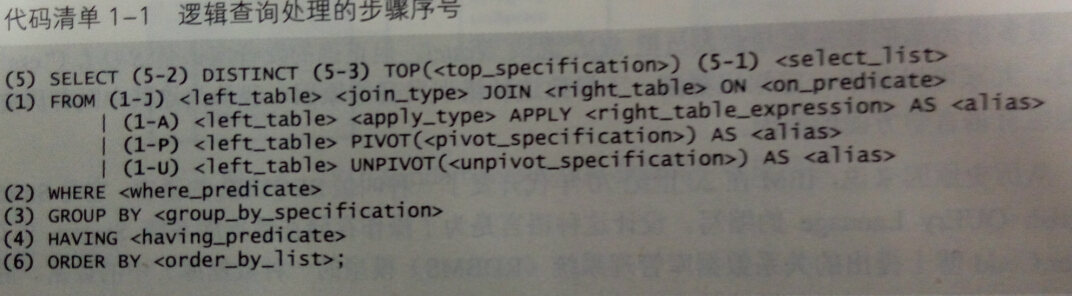 代码清单 1-1 逻辑查询处理的步骤序号
(5) SELECT (5-2) DISTINCT (5-3) TOP(<top_specification>) (5-1) <select_list>
(1) FROM (1-J) <left_table> <join_type> JOIN <right_table> ON <on_predicate>
| (1-A) <left_table> <apply_type> APPLY <right_table_expression> AS <alias>
| (1-P) <left_table> PIVOT(<pivot_specification>) AS <alias>
| (1-U) <left_table> UNPIVOT(<unpivot_specification>) AS <alias>
(2) WHERE <where_predicate>
(3) GROUP BY <group_by_specification>
(4) HAVING <having_predicate>
(6) ORDER BY <order_by_list>;